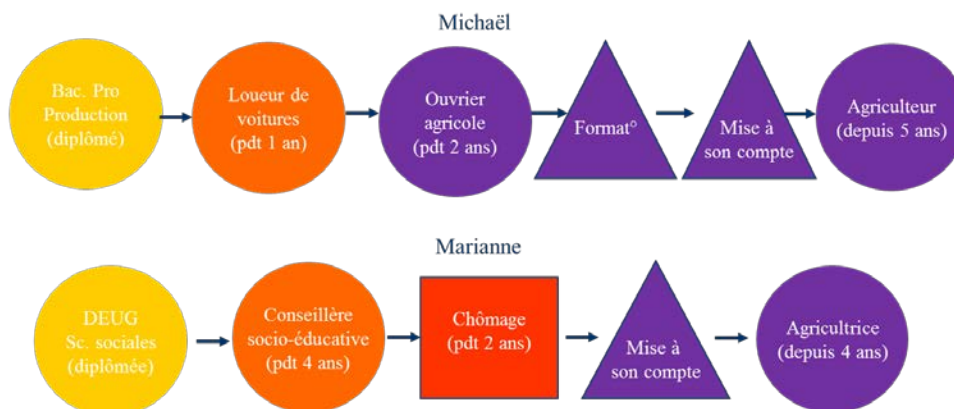 Michaël
Bac. Pro
Production
(diplômé)
Loueur de
voitures
(pdt 1 an)
Ouvrier
agricole
(pdt 2 ans)
Format°
Mise à
son compte
Agriculteur
(depuis 5 ans)
Marianne
DEUG
Sc. sociales
(diplômée)
Conseillère
socio-éducative
(pdt 4 ans)
Chômage
(pdt 2 ans)
Mise à
son compte
Agricultrice
(depuis 4 ans)